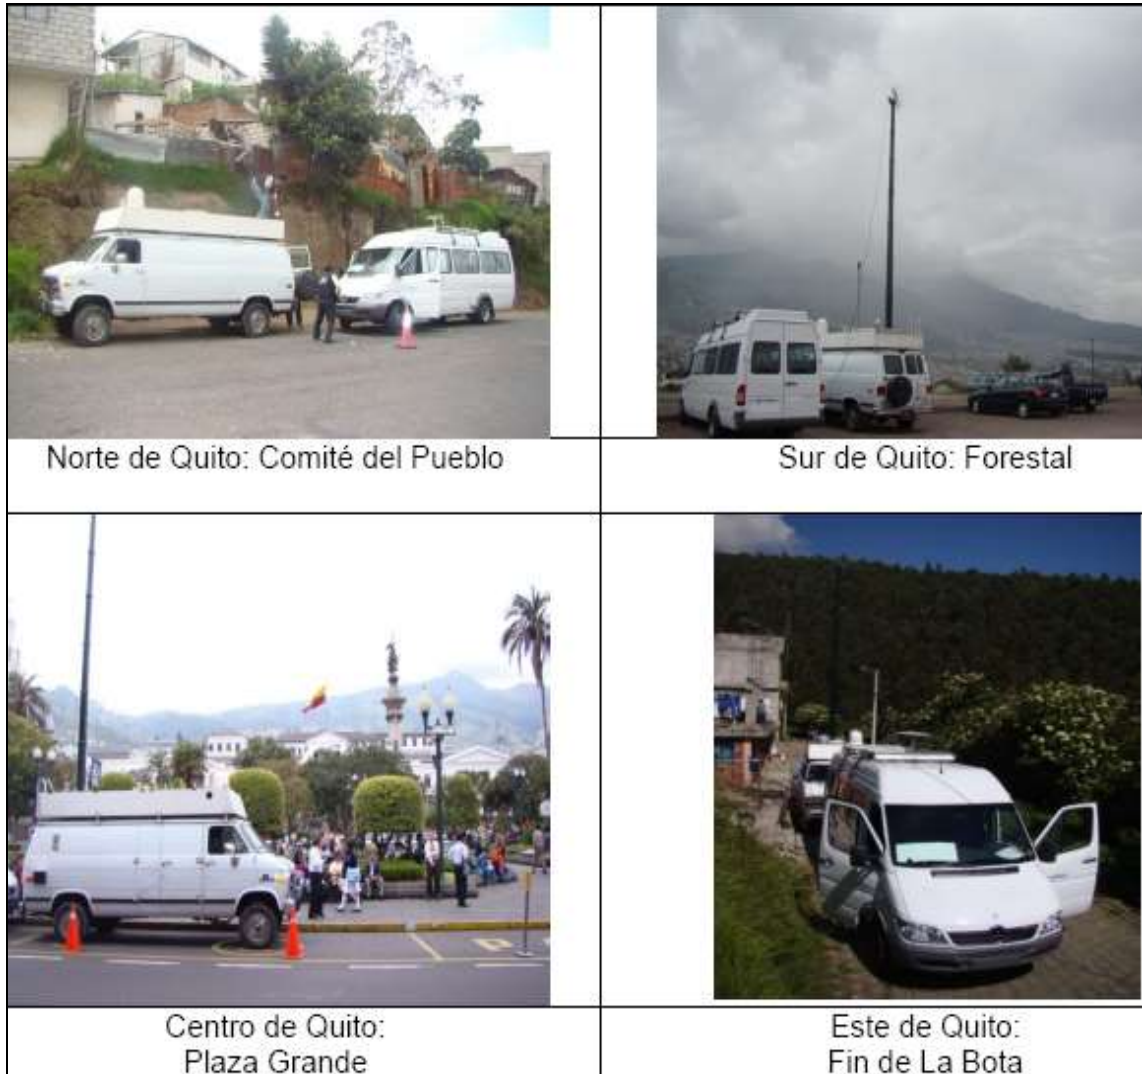 Norte de Quito: Comité del Pueblo
Sur de Quito: Forestal
Centro de Quito:
Plaza Grande
Este de Quito:
Fin de La Bota